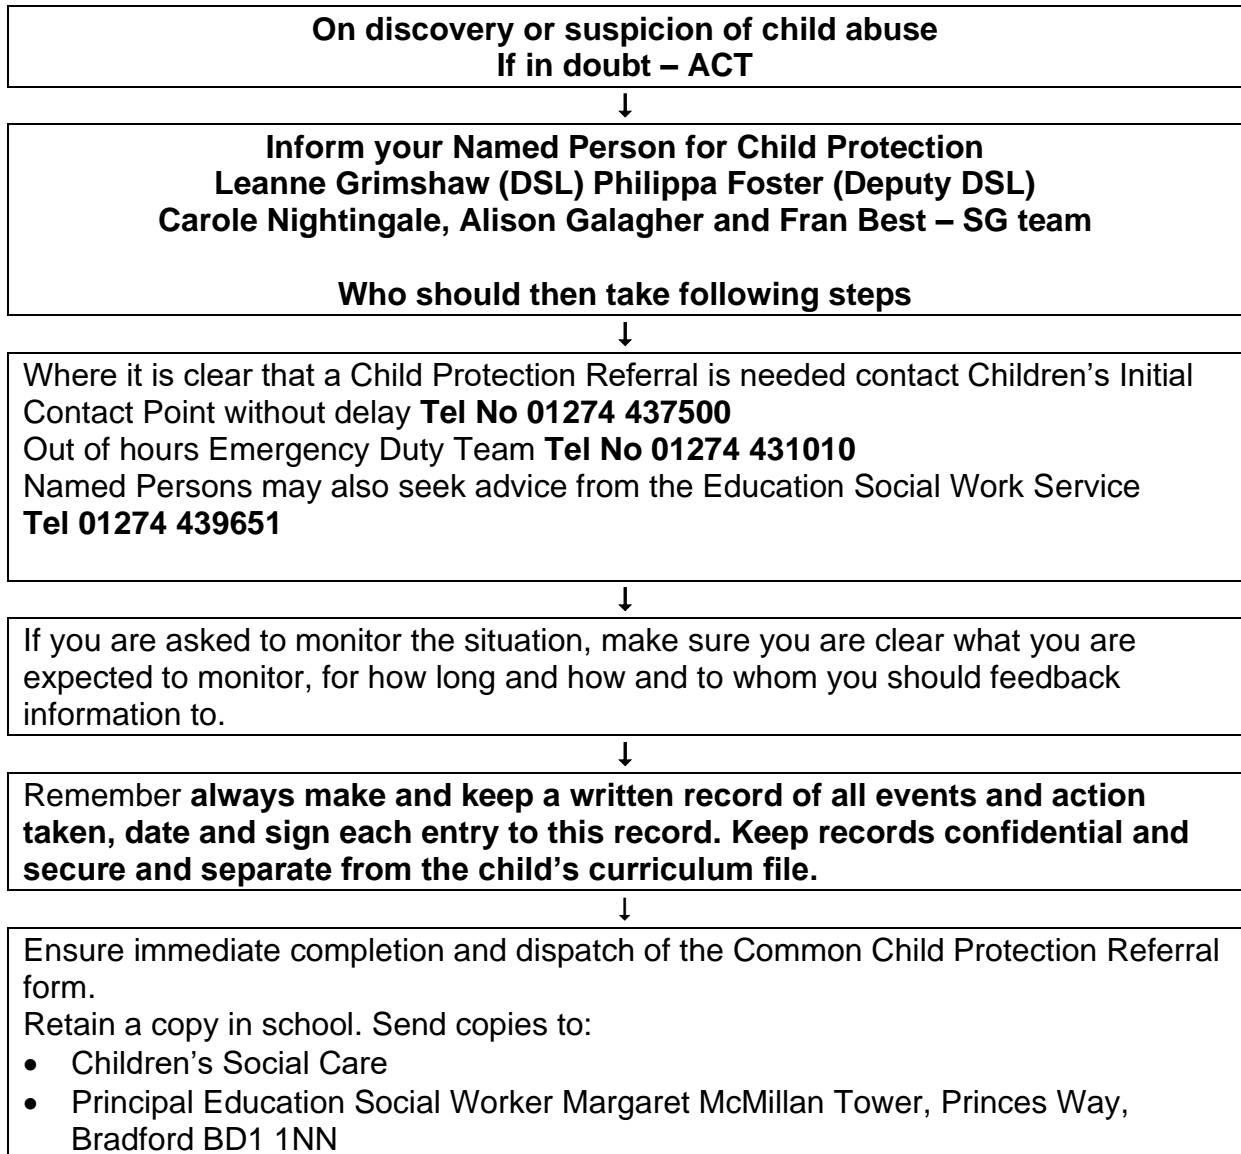 On discovery or suspicion of child abuse
If in doubt – ACT
↓
Inform your Named Person for Child Protection
Leanne Grimshaw (DSL) Philippa Foster (Deputy DSL)
Carole Nightingale, Alison Galagher and Fran Best – SG team
Who should then take following steps
↓
Where it is clear that a Child Protection Referral is needed contact Children’s Initial
Contact Point without delay Tel No 01274 437500
Out of hours Emergency Duty Team Tel No 01274 431010
Named Persons may also seek advice from the Education Social Work Service
Tel 01274 439651
↓
If you are asked to monitor the situation, make sure you are clear what you are
expected to monitor, for how long and how and to whom you should feedback
information to.
↓
Remember always make and keep a written record of all events and action
taken, date and sign each entry to this record. Keep records confidential and
secure and separate from the child’s curriculum file.
↓
Ensure immediate completion and dispatch of the Common Child Protection Referral
form.
Retain a copy in school. Send copies to:
• Children’s Social Care
• Principal Education Social Worker Margaret McMillan Tower, Princes Way,
Bradford BD1 1NN